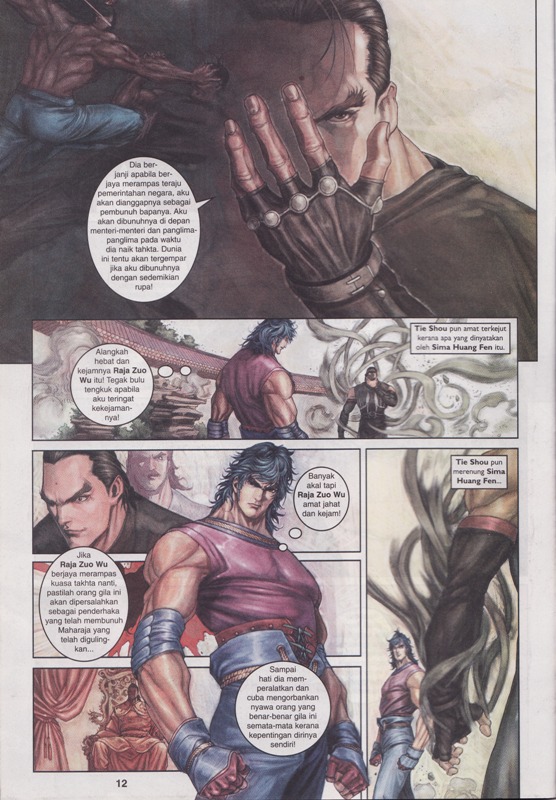 Dia ber-
janji apabila ber-
jaya merampas teraju
pemerintahan negara, aku
akan dianggapnya sebagai
pembunuh bapanya. Aku
akan dibunuhnya di depan
menteri-menteri dan panglima-
panglima pada waktu
dia naik tahkta. Dunia
ini tentu akan tergempar
jika aku dibunuhnya
dengan sedemikian
rupa!
Tie Shou pun amat terkejut
kerana apa yang dinyatakan
oleh Sima Huang Fen itu.
Alangkah
hebat dan
kejamnya Raja Zuo
Wu itu! Tegak bulu
tengkuk apabila
aku teringat
kekejaman-
nya!
Banyak
akal tapi
Raja Zuo Wu
amat jahat
dan kejam!
Tie Shou pun
merenung Sima
Huang Fen...
Jika
Raja Zuo Wu
berjaya merampas
kuasa takhta nanti,
pastilah orang gila ini
akan dipersalahkan
sebagai penderhaka
yang telah membunuh
Maharaja yang
telah diguling-
kan...
Sampai
hati dia mem-
peralatkan dan
cuba mengorbankan
nyawa orang yang
benar-benar gila ini
semata-mata kerana
kepentingan dirinya
sendiri!
12